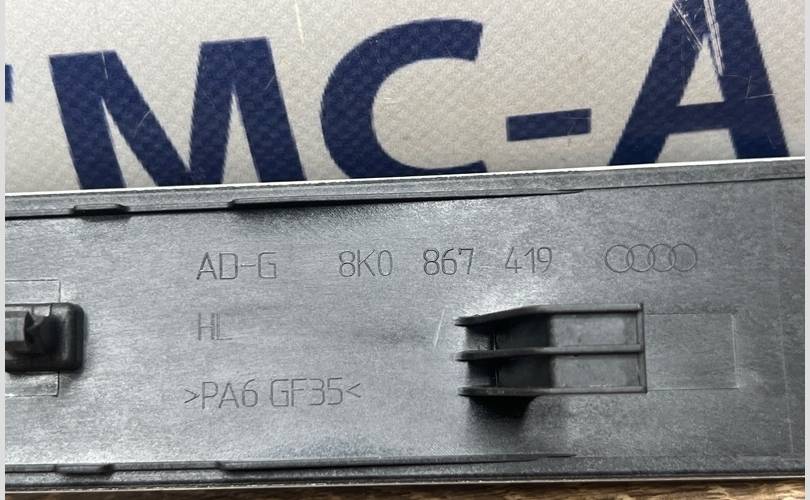 MC-A
AD-G 8K0 867 419
HL
>PA6 GF35<